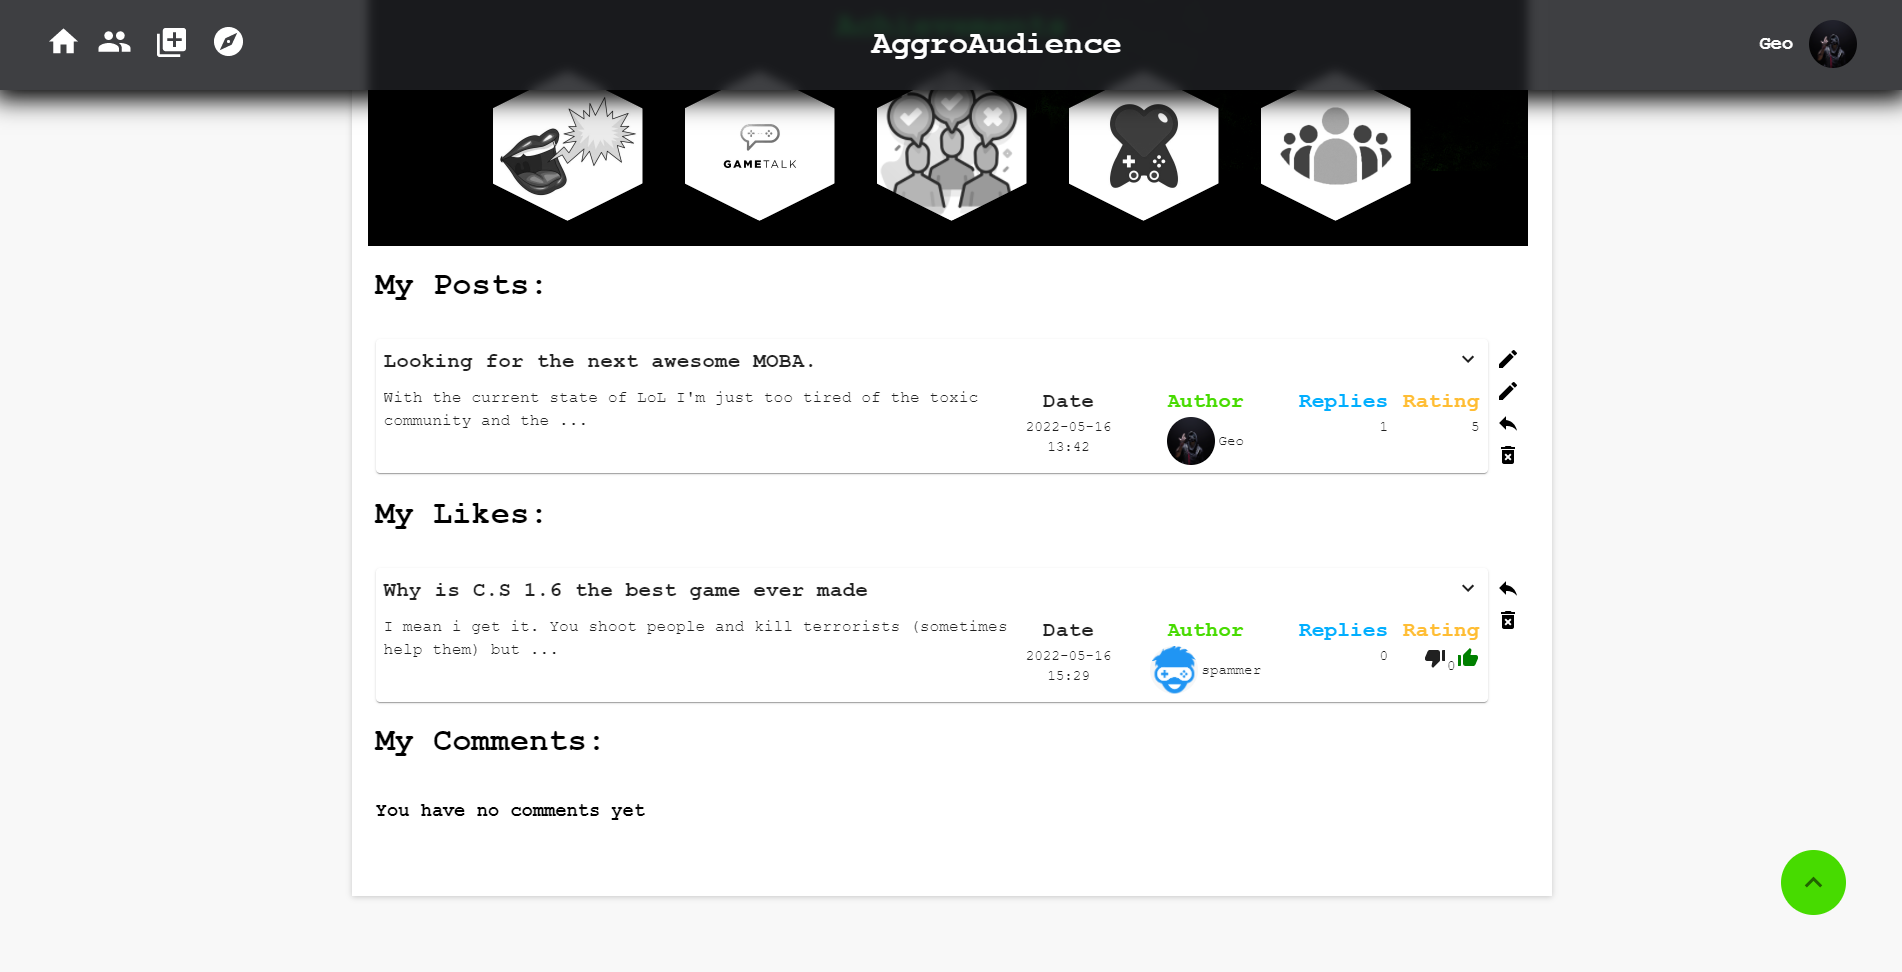 Achievements
AggroAudience
Geo
GAMETALK
My Posts:
Looking for the next awesome MOBA.
With the current state of LoL I'm just too tired of the toxic
community and the ...
Date
2022-05-16
13:42
Author
Geo
Replies
1
Rating
5
My Likes:
Why is C.S 1.6 the best game ever made
I mean i get it. You shoot people and kill terrorists (sometimes
help them) but ...
Date
2022-05-16
15:29
Author
spammer
Replies
0
Rating
0
My Comments:
You have no comments yet